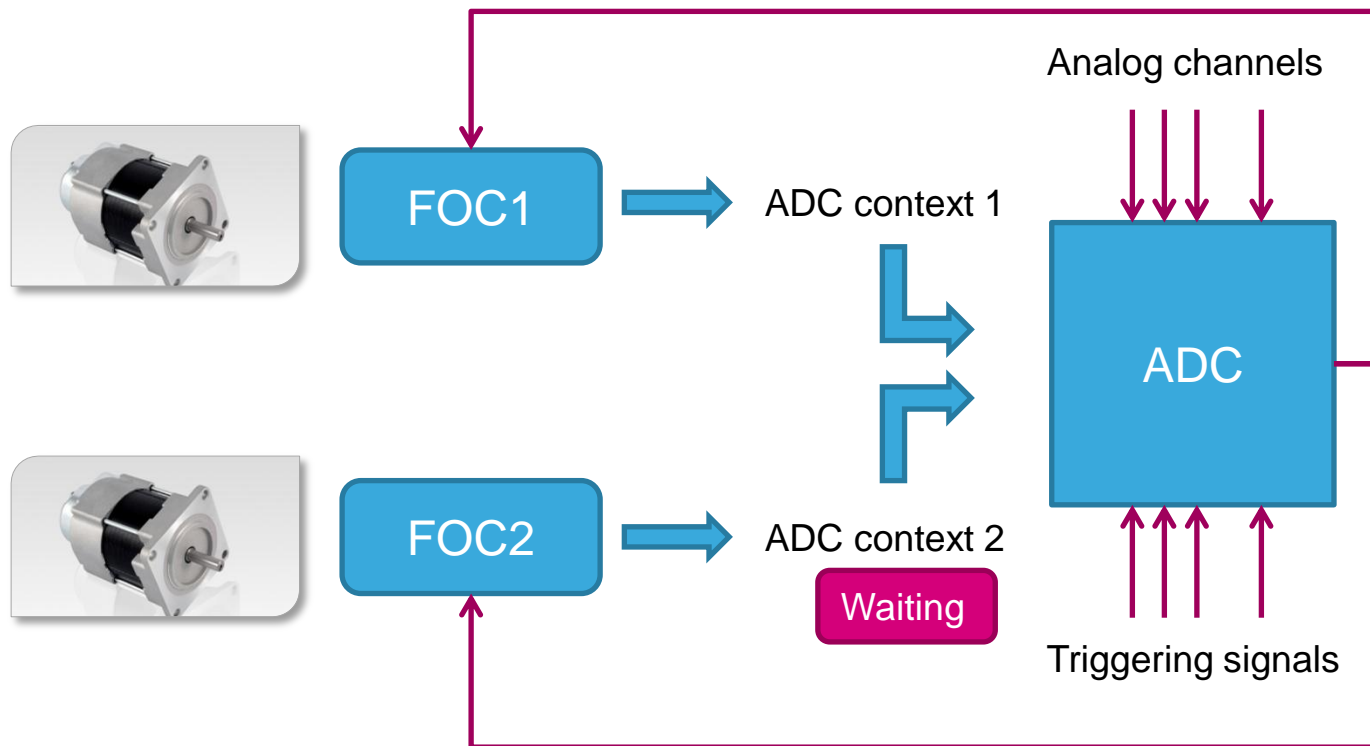 Analog channels
FOC1
ADC context 1
ADC
FOC2
ADC context 2
Waiting
Triggering signals